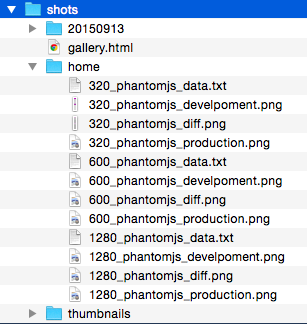 shots
20150913
gallery.html
home
320_phantomjs_data.txt
320_phantomjs_develpoment.png
320_phantomjs_diff.png
320_phantomjs_production.png
600_phantomjs_data.txt
600_phantomjs_develpoment.png
600_phantomjs_diff.png
600_phantomjs_production.png
1280_phantomjs_data.txt
1280_phantomjs_develpoment.png
1280_phantomjs_diff.png
1280_phantomjs_production.png
thumbnails